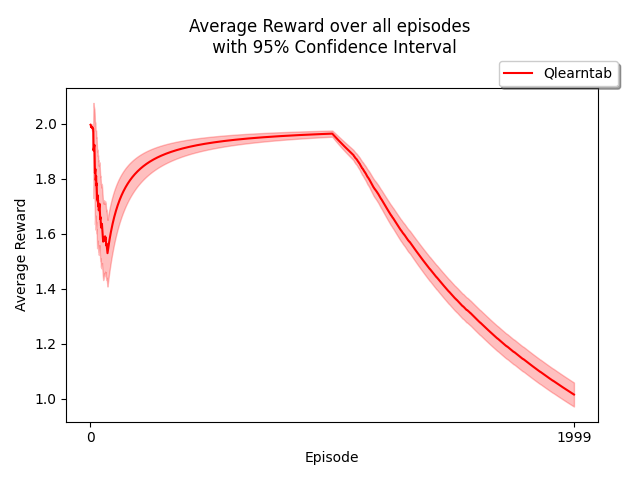 Average Reward over all episodes
with 95% Confidence Interval
Qlearntab
2.0
1.8
1.6
1.4
1.2
1.0
Average Reward
0
1999
Episode